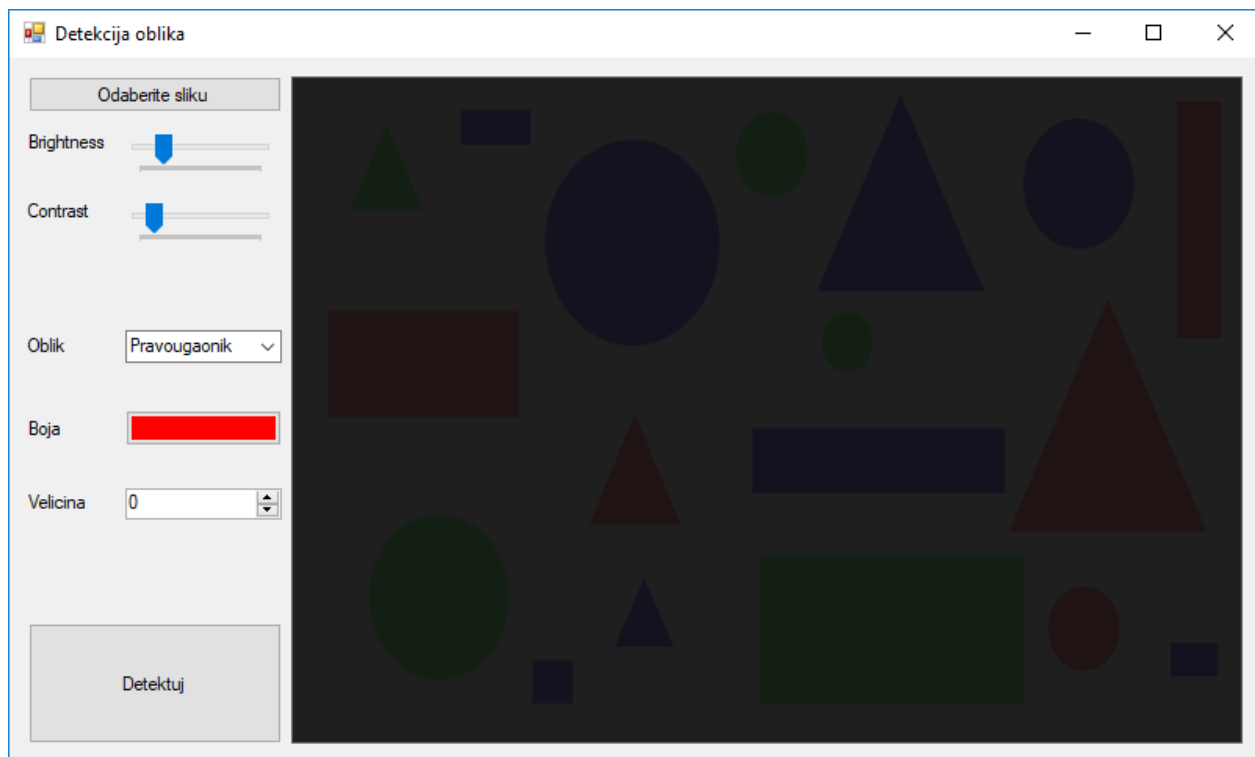 Detekcija oblika
Odaberite sliku
Brightness
Contrast
Oblik
Pravougaonik
Boja
Velicina
0
Detektuj